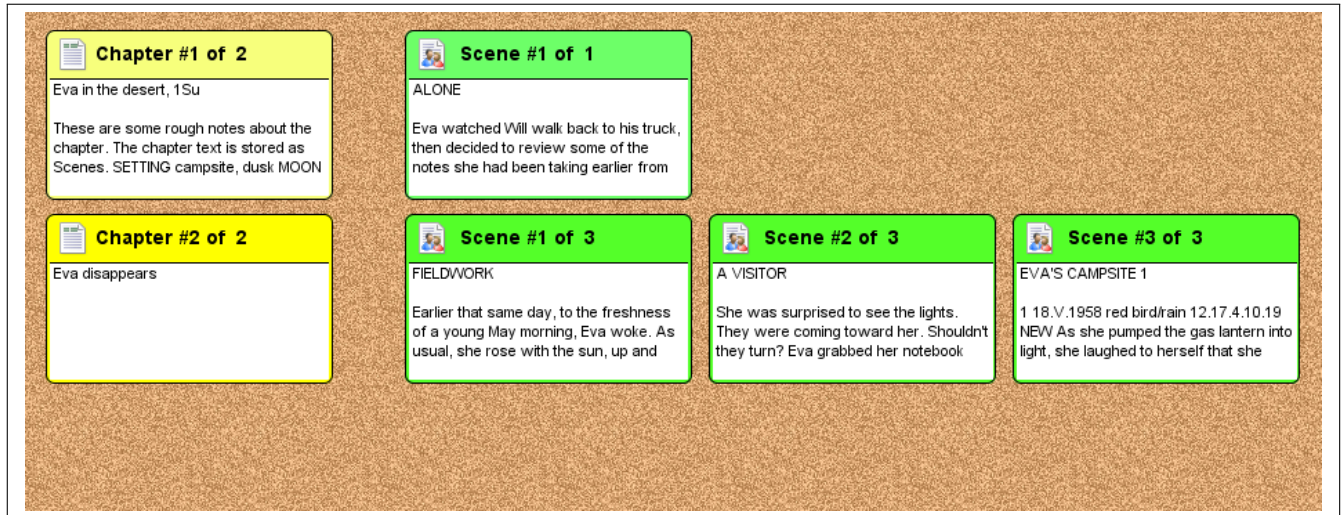 Chapter #1 of 2
Eva in the desert, 1Su
These are some rough notes about the
chapter. The chapter text is stored as
Scenes. SETTING campsite, dusk MOON
Scene #1 of 1
ALONE
Eva watched Will walk back to his truck,
then decided to review some of the
notes she had been taking earlier from
Chapter #2 of 2
Eva disappears
Scene #1 of 3
FIELDWORK
Earlier that same day, to the freshness
of a young May morning, Eva woke. As
usual, she rose with the sun, up and
Scene #2 of 3
A VISITOR
She was surprised to see the lights.
They were coming toward her. Shouldn't
they turn? Eva grabbed her notebook
Scene #3 of 3
EVA'S CAMPSITE 1
1 18.V.1958 red bird/rain 12.17.4.10.19
NEW As she pumped the gas lantern into
light, she laughed to herself that she